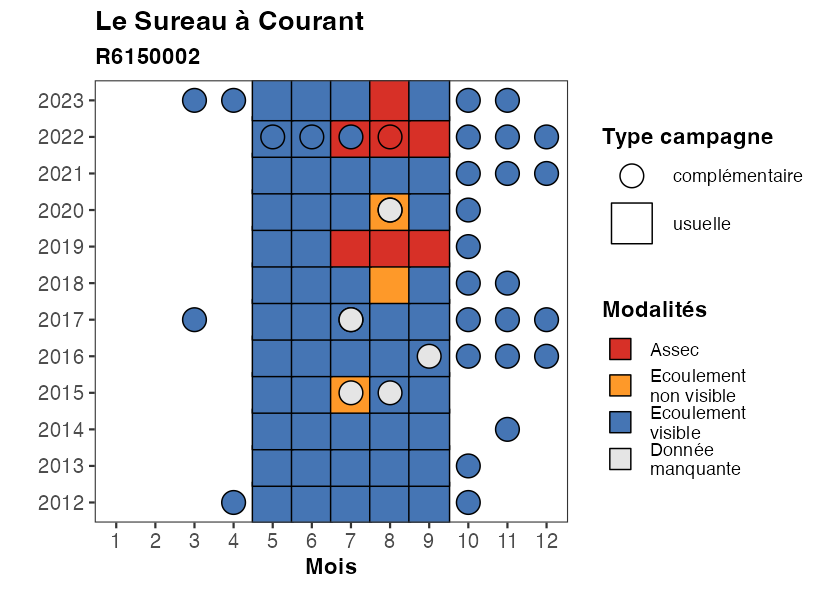 Le Sureau à Courant
R6150002
2023
2022
2021
2020
2019
2018
2017
2016
2015
2014
2013
2012
1 2 3 4 5 6 7 8 9 10 11 12
Mois
Type campagne
complémentaire
usuelle
Modalités
Assec
Ecoulement
non visible
Ecoulement
visible
Donnée
manquante